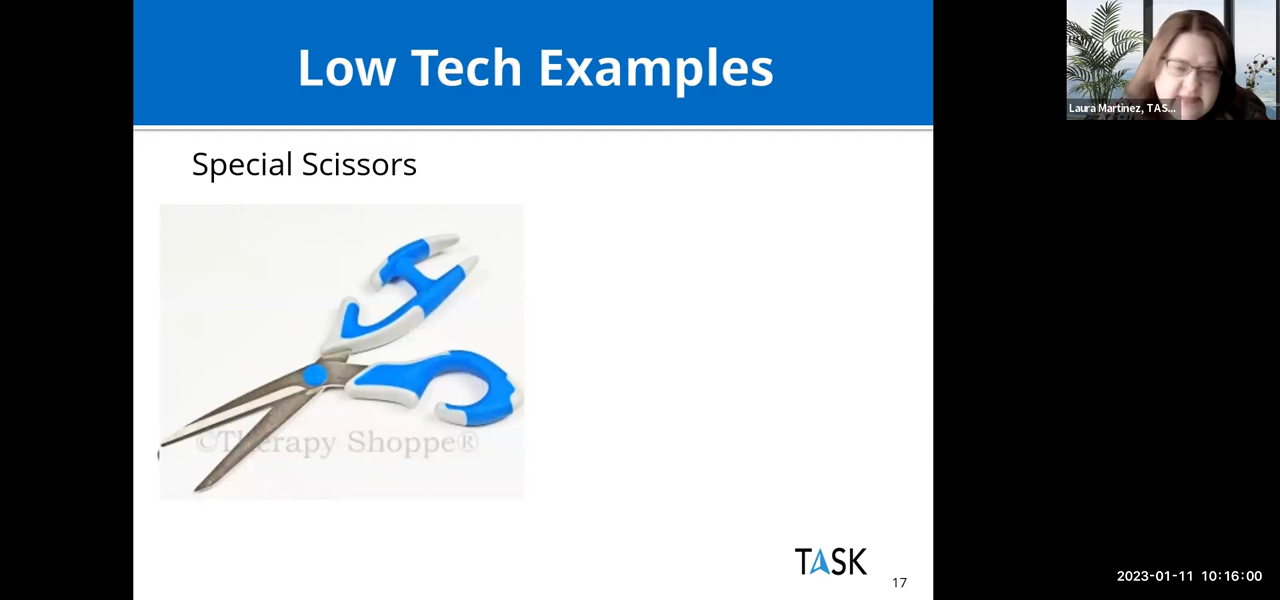 Low Tech Examples
Laura Martinez, TAS...
Special Scissors
©Therapy Shoppe®
TASK
17
2023-01-11 10:16:00